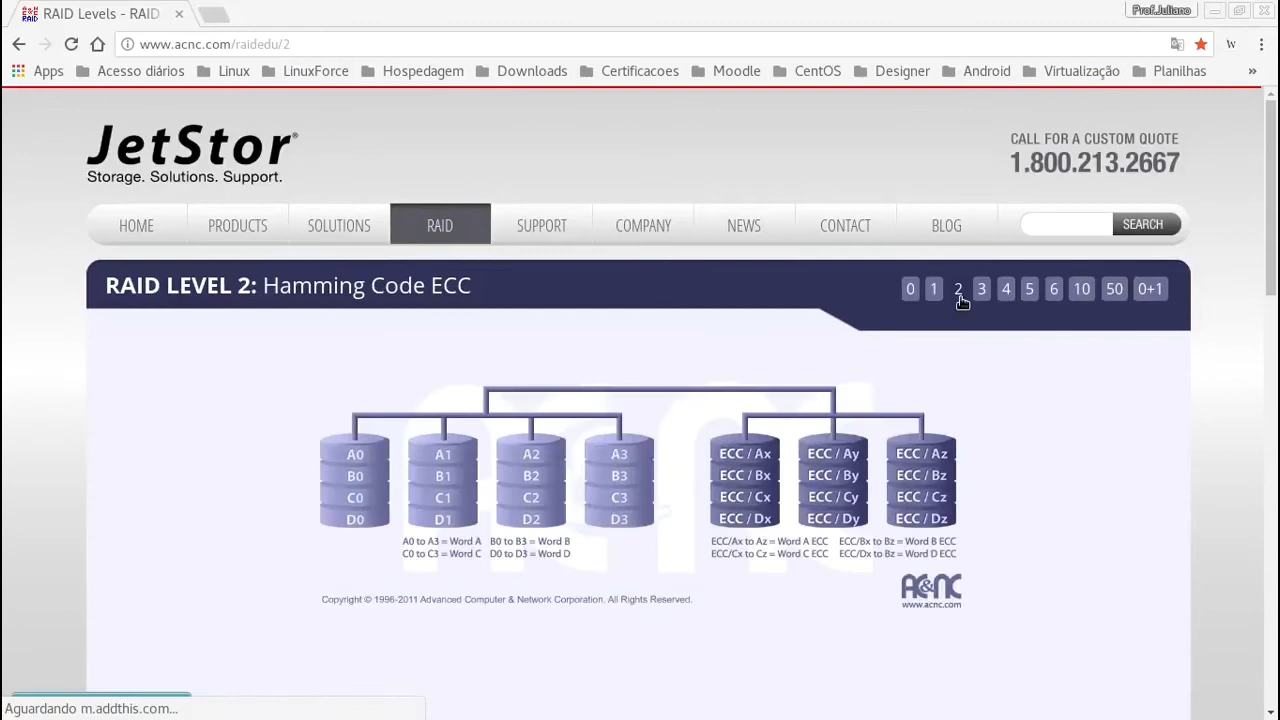 RAID Levels - RAID
Prof.Juliano
www.acnc.com/raidedu/2
W
Apps Acesso diários Linux LinuxForce Hospedagem Downloads Certificacoes Moodle CentOS Designer Android Virtualização Planilhas »
JetStor®
Storage. Solutions. Support.
CALL FOR A CUSTOM QUOTE
1.800.213.2667
HOME PRODUCTS SOLUTIONS RAID SUPPORT COMPANY NEWS CONTACT BLOG SEARCH
RAID LEVEL 2: Hamming Code ECC
0 1 2 3 4 5 6 10 50 0+1
A0 A1 A2 A3 ECC / Ax ECC / Ay ECC / Az
B0 B1 B2 B3 ECC / Bx ECC / By ECC / Bz
C0 C1 C2 C3 ECC / Cx ECC / Cy ECC / Cz
D0 D1 D2 D3 ECC / Dx ECC / Dy ECC / Dz
A0 to A3 = Word A B0 to B3 = Word B
C0 to C3 = Word C D0 to D3 = Word D
ECC/Ax to Az = Word A ECC ECC/Bx to Bz = Word B ECC
ECC/Cx to Cz = Word C ECC ECC/Dx to Bz = Word D ECC
AC&NC
www.acnc.com
Copyright © 1996-2011 Advanced Computer & Network Corporation. All Rights Reserved.
Aguardando m.addthis.com...